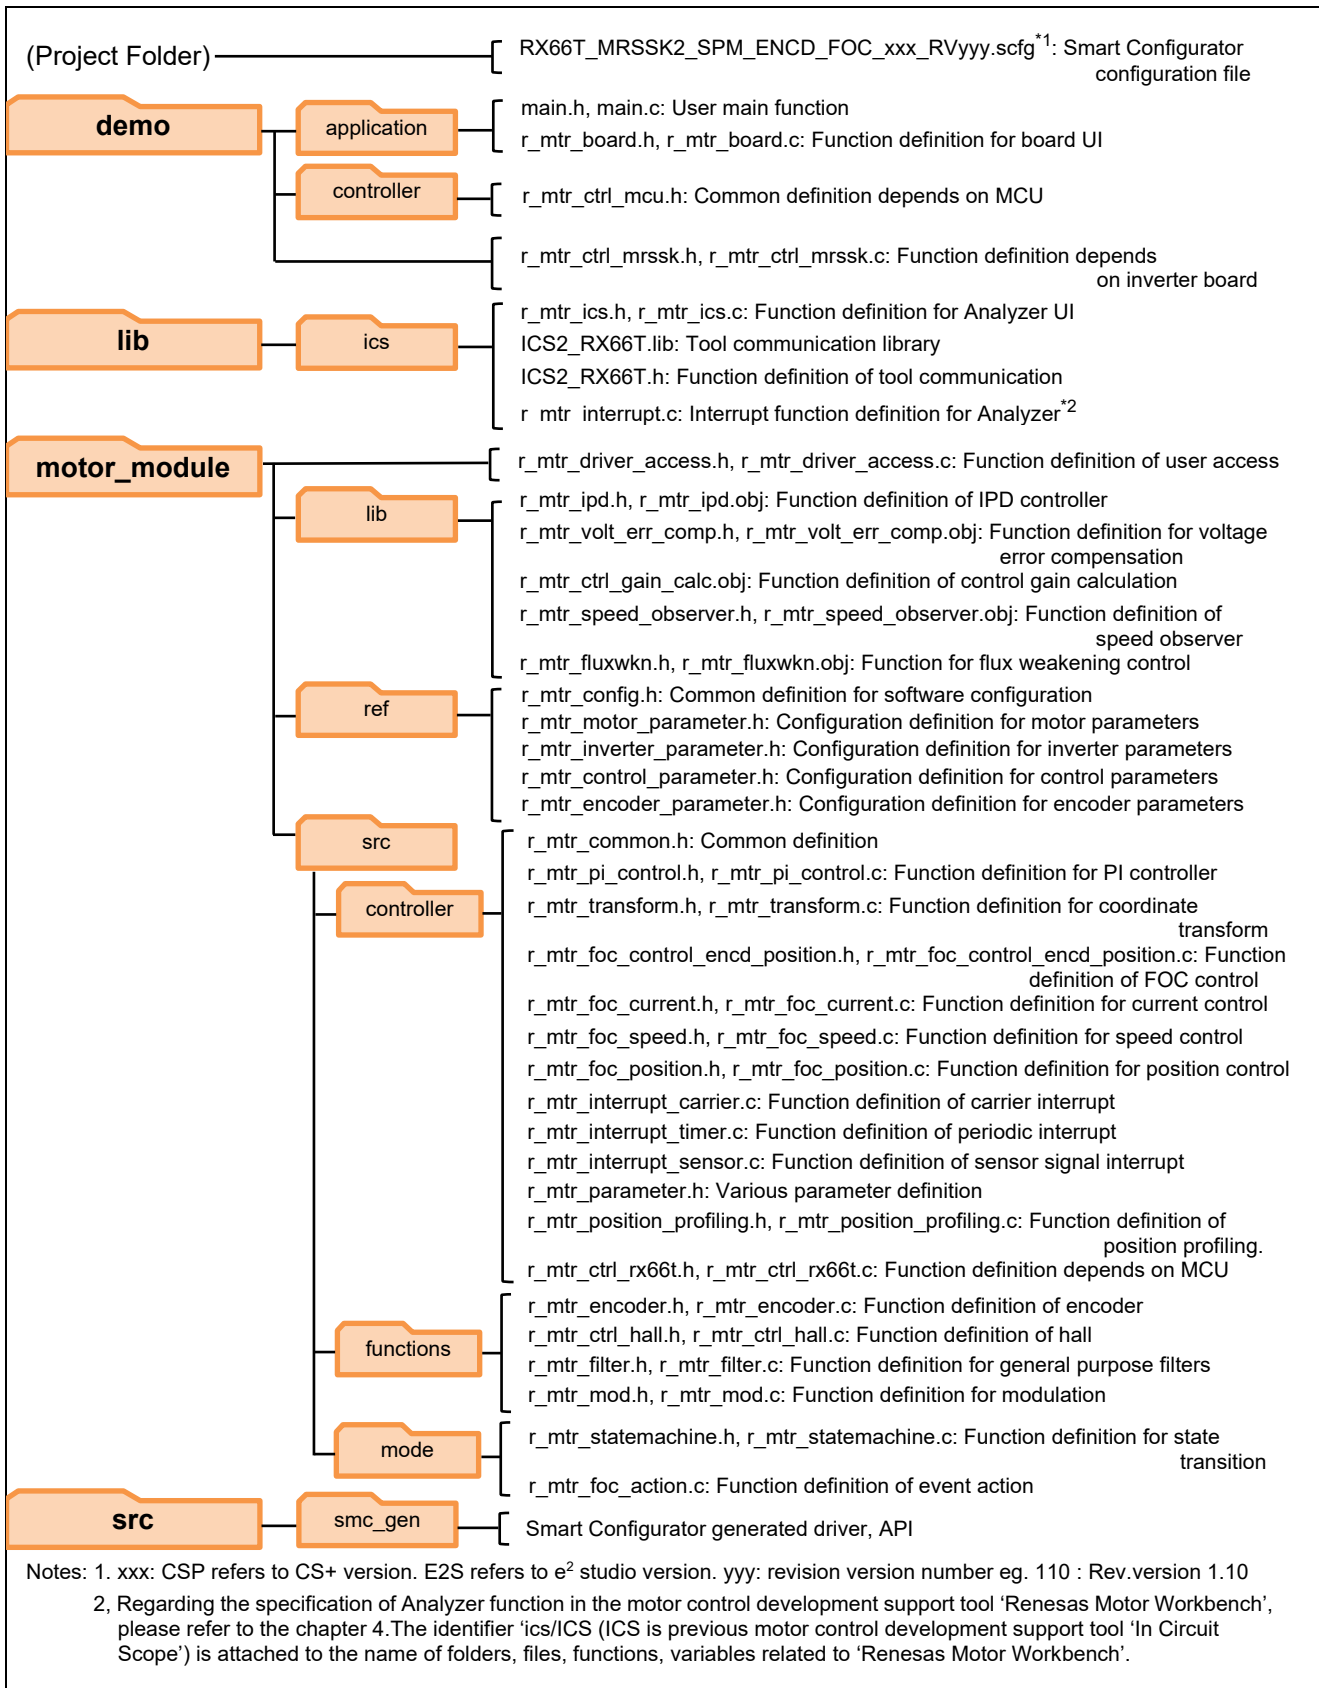 (Project Folder)
RX66T_MRSSK2_SPM_ENCD_FOC_xxx_RVyyy.scfg*1: Smart Configurator
configuration file
demo
application
main.h, main.c: User main function
r_mtr_board.h, r_mtr_board.c: Function definition for board UI
controller
r_mtr_ctrl_mcu.h: Common definition depends on MCU
r_mtr_ctrl_mrssk.h, r_mtr_ctrl_mrssk.c: Function definition depends
on inverter board
lib
ics
r_mtr_ics.h, r_mtr_ics.c: Function definition for Analyzer UI
ICS2_RX66T.lib: Tool communication library
ICS2_RX66T.h: Function definition of tool communication
r mtr interrupt.c: Interrupt function definition for Analyzer*2
motor_module
r_mtr_driver_access.h, r_mtr_driver_access.c: Function definition of user access
lib
r_mtr_ipd.h, r_mtr_ipd.obj: Function definition of IPD controller
r_mtr_volt_err_comp.h, r_mtr_volt_err_comp.obj: Function definition for voltage
error compensation
r_mtr_ctrl_gain_calc.obj: Function definition of control gain calculation
r_mtr_speed_observer.h, r_mtr_speed_observer.obj: Function definition of
speed observer
r_mtr_fluxwkn.h, r_mtr_fluxwkn.obj: Function for flux weakening control
ref
r_mtr_config.h: Common definition for software configuration
r_mtr_motor_parameter.h: Configuration definition for motor parameters
r_mtr_inverter_parameter.h: Configuration definition for inverter parameters
r_mtr_control_parameter.h: Configuration definition for control parameters
r_mtr_encoder_parameter.h: Configuration definition for encoder parameters
src
controller
r_mtr_common.h: Common definition
r_mtr_pi_control.h, r_mtr_pi_control.c: Function definition for PI controller
r_mtr_transform.h, r_mtr_transform.c: Function definition for coordinate
transform
r_mtr_foc_control_encd_position.h, r_mtr_foc_control_encd_position.c: Function
definition of FOC control
r_mtr_foc_current.h, r_mtr_foc_current.c: Function definition for current control
r_mtr_foc_speed.h, r_mtr_foc_speed.c: Function definition for speed control
r_mtr_foc_position.h, r_mtr_foc_position.c: Function definition for position control
r_mtr_interrupt_carrier.c: Function definition of carrier interrupt
r_mtr_interrupt_timer.c: Function definition of periodic interrupt
r_mtr_interrupt_sensor.c: Function definition of sensor signal interrupt
r_mtr_parameter.h: Various parameter definition
r_mtr_position_profiling.h, r_mtr_position_profiling.c: Function definition of
position profiling.
r_mtr_ctrl_rx66t.h, r_mtr_ctrl_rx66t.c: Function definition depends on MCU
functions
r_mtr_encoder.h, r_mtr_encoder.c: Function definition of encoder
r_mtr_ctrl_hall.h, r_mtr_ctrl_hall.c: Function definition of hall
r_mtr_filter.h, r_mtr_filter.c: Function definition for general purpose filters
r_mtr_mod.h, r_mtr_mod.c: Function definition for modulation
mode
r_mtr_statemachine.h, r_mtr_statemachine.c: Function definition for state
transition
r_mtr_foc_action.c: Function definition of event action
src
smc_gen
Smart Configurator generated driver, API
Notes: 1. xxx: CSP refers to CS+ version. E2S refers to e2 studio version. yyy: revision version number eg. 110 : Rev.version 1.10
2, Regarding the specification of Analyzer function in the motor control development support tool ‘Renesas Motor Workbench’,
please refer to the chapter 4.The identifier ‘ics/ICS (ICS is previous motor control development support tool ‘In Circuit
Scope’) is attached to the name of folders, files, functions, variables related to ‘Renesas Motor Workbench’.